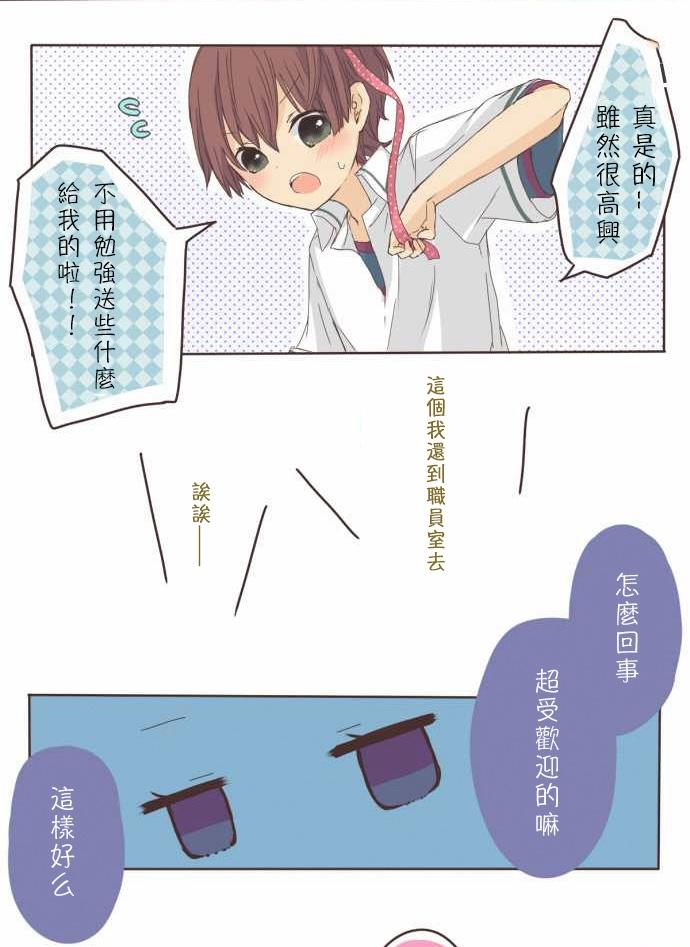 真是的！
雖然很高興
不用勉強送些什麼
給我的啦！！
這個我還到職員室去
誒誒——
怎麼回事
超受歡迎的嘛
這樣好么